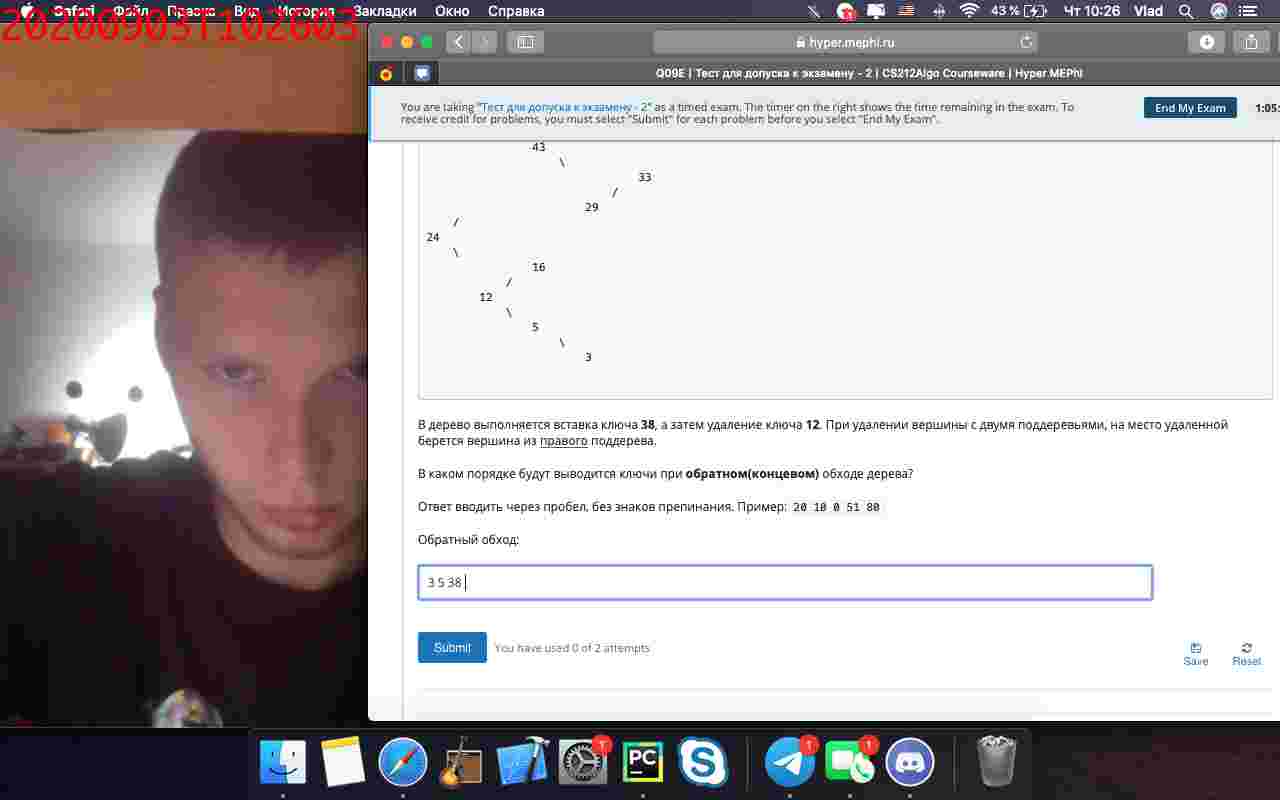 Safari Файл Правка Вид История Закладки Окно Справка 43 % Чт 10:26 Vlad
20200903T102603
hyper.mephi.ru
Q09E | Тест для допуска к экзамену - 2 | CS212Algo Courseware | Hyper.MEPhI
You are taking "Тест для допуска к экзамену - 2" as a timed exam. The timer on the right shows the time remaining in the exam. To
receive credit for problems, you must select "Submit" for each problem before you select "End My Exam".
End My Exam
1:05:
43
\
33
/
29
/
24
\
16
/
12
\
5
\
3
В дерево выполняется вставка ключа 38, а затем удаление ключа 12. При удалении вершины с двумя поддеревьями, на место удаленной
берется вершина из правого поддерева.
В каком порядке будут выводится ключи при обратном(концевом) обходе дерева?
Ответ вводить через пробел, без знаков препинания. Пример: 20 10 0 51 80
Обратный обход:
3 5 38
Submit
You have used 0 of 2 attempts
Save
Reset
1
PC
1
1